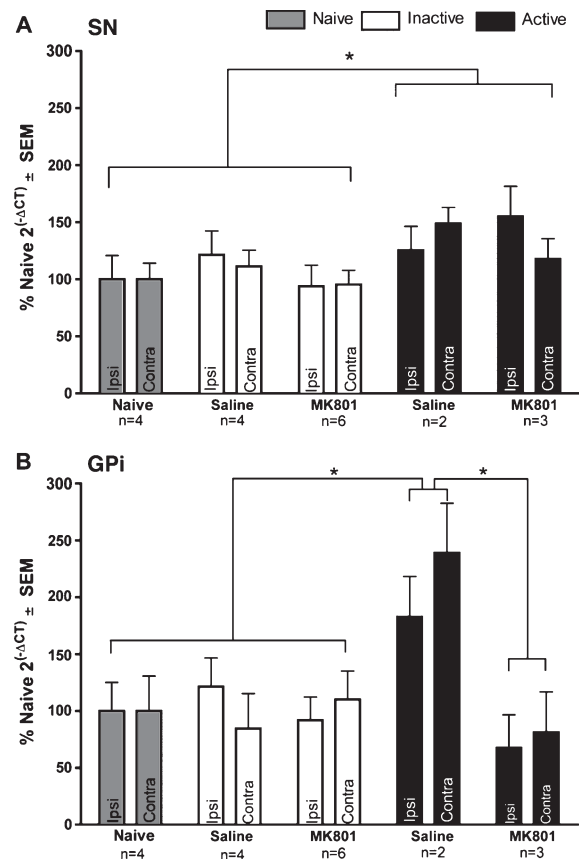 A SN
Naive Inactive Active
% Naive 2(-ΔCT) ± SEM
300
250
200
150
100
50
0
*
Ipsi Contra Ipsi Contra Ipsi Contra Ipsi Contra Ipsi Contra
Naive Saline MK801 Saline MK801
n=4 n=4 n=6 n=2 n=3
B GPi
% Naive 2(-ΔCT) ± SEM
300
250
200
150
100
50
0
* *
Ipsi Contra Ipsi Contra Ipsi Contra Ipsi Contra Ipsi Contra
Naive Saline MK801 Saline MK801
n=4 n=4 n=6 n=2 n=3